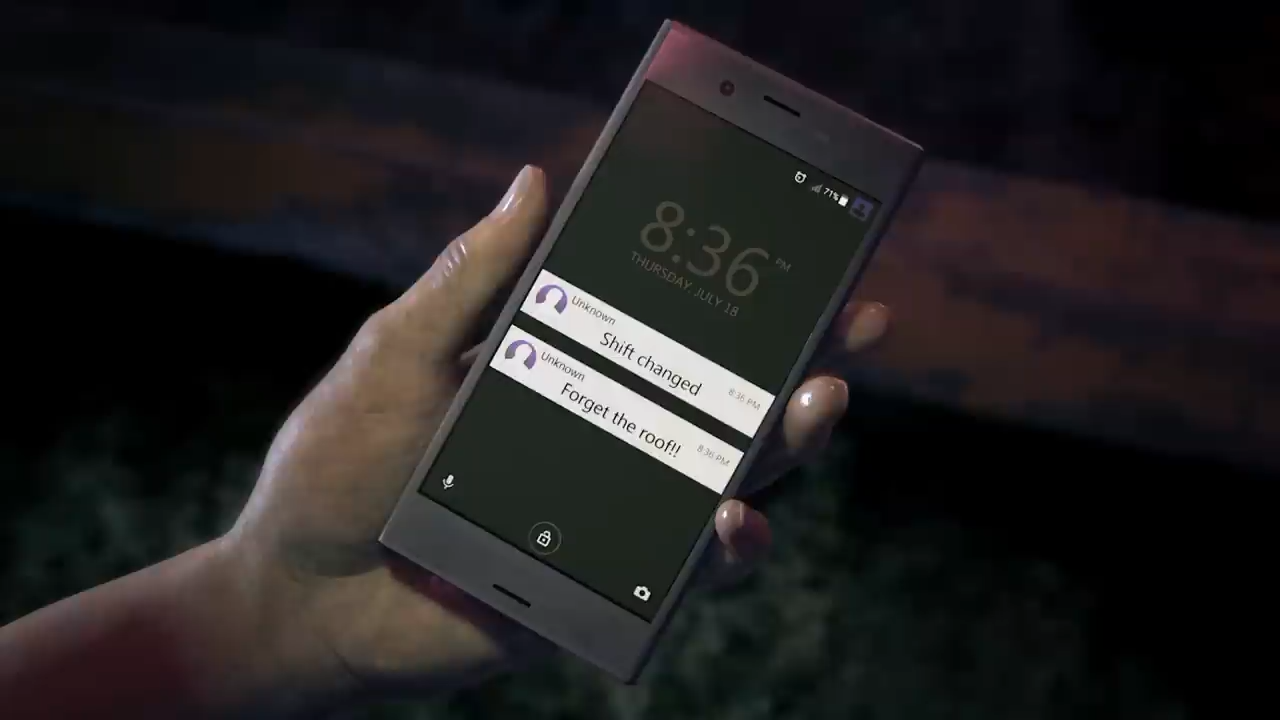 71%
8:36 PM
THURSDAY, JULY 18
Unknown
Shift changed
8:36 PM
Unknown
Forget the roof!!
8:36 PM